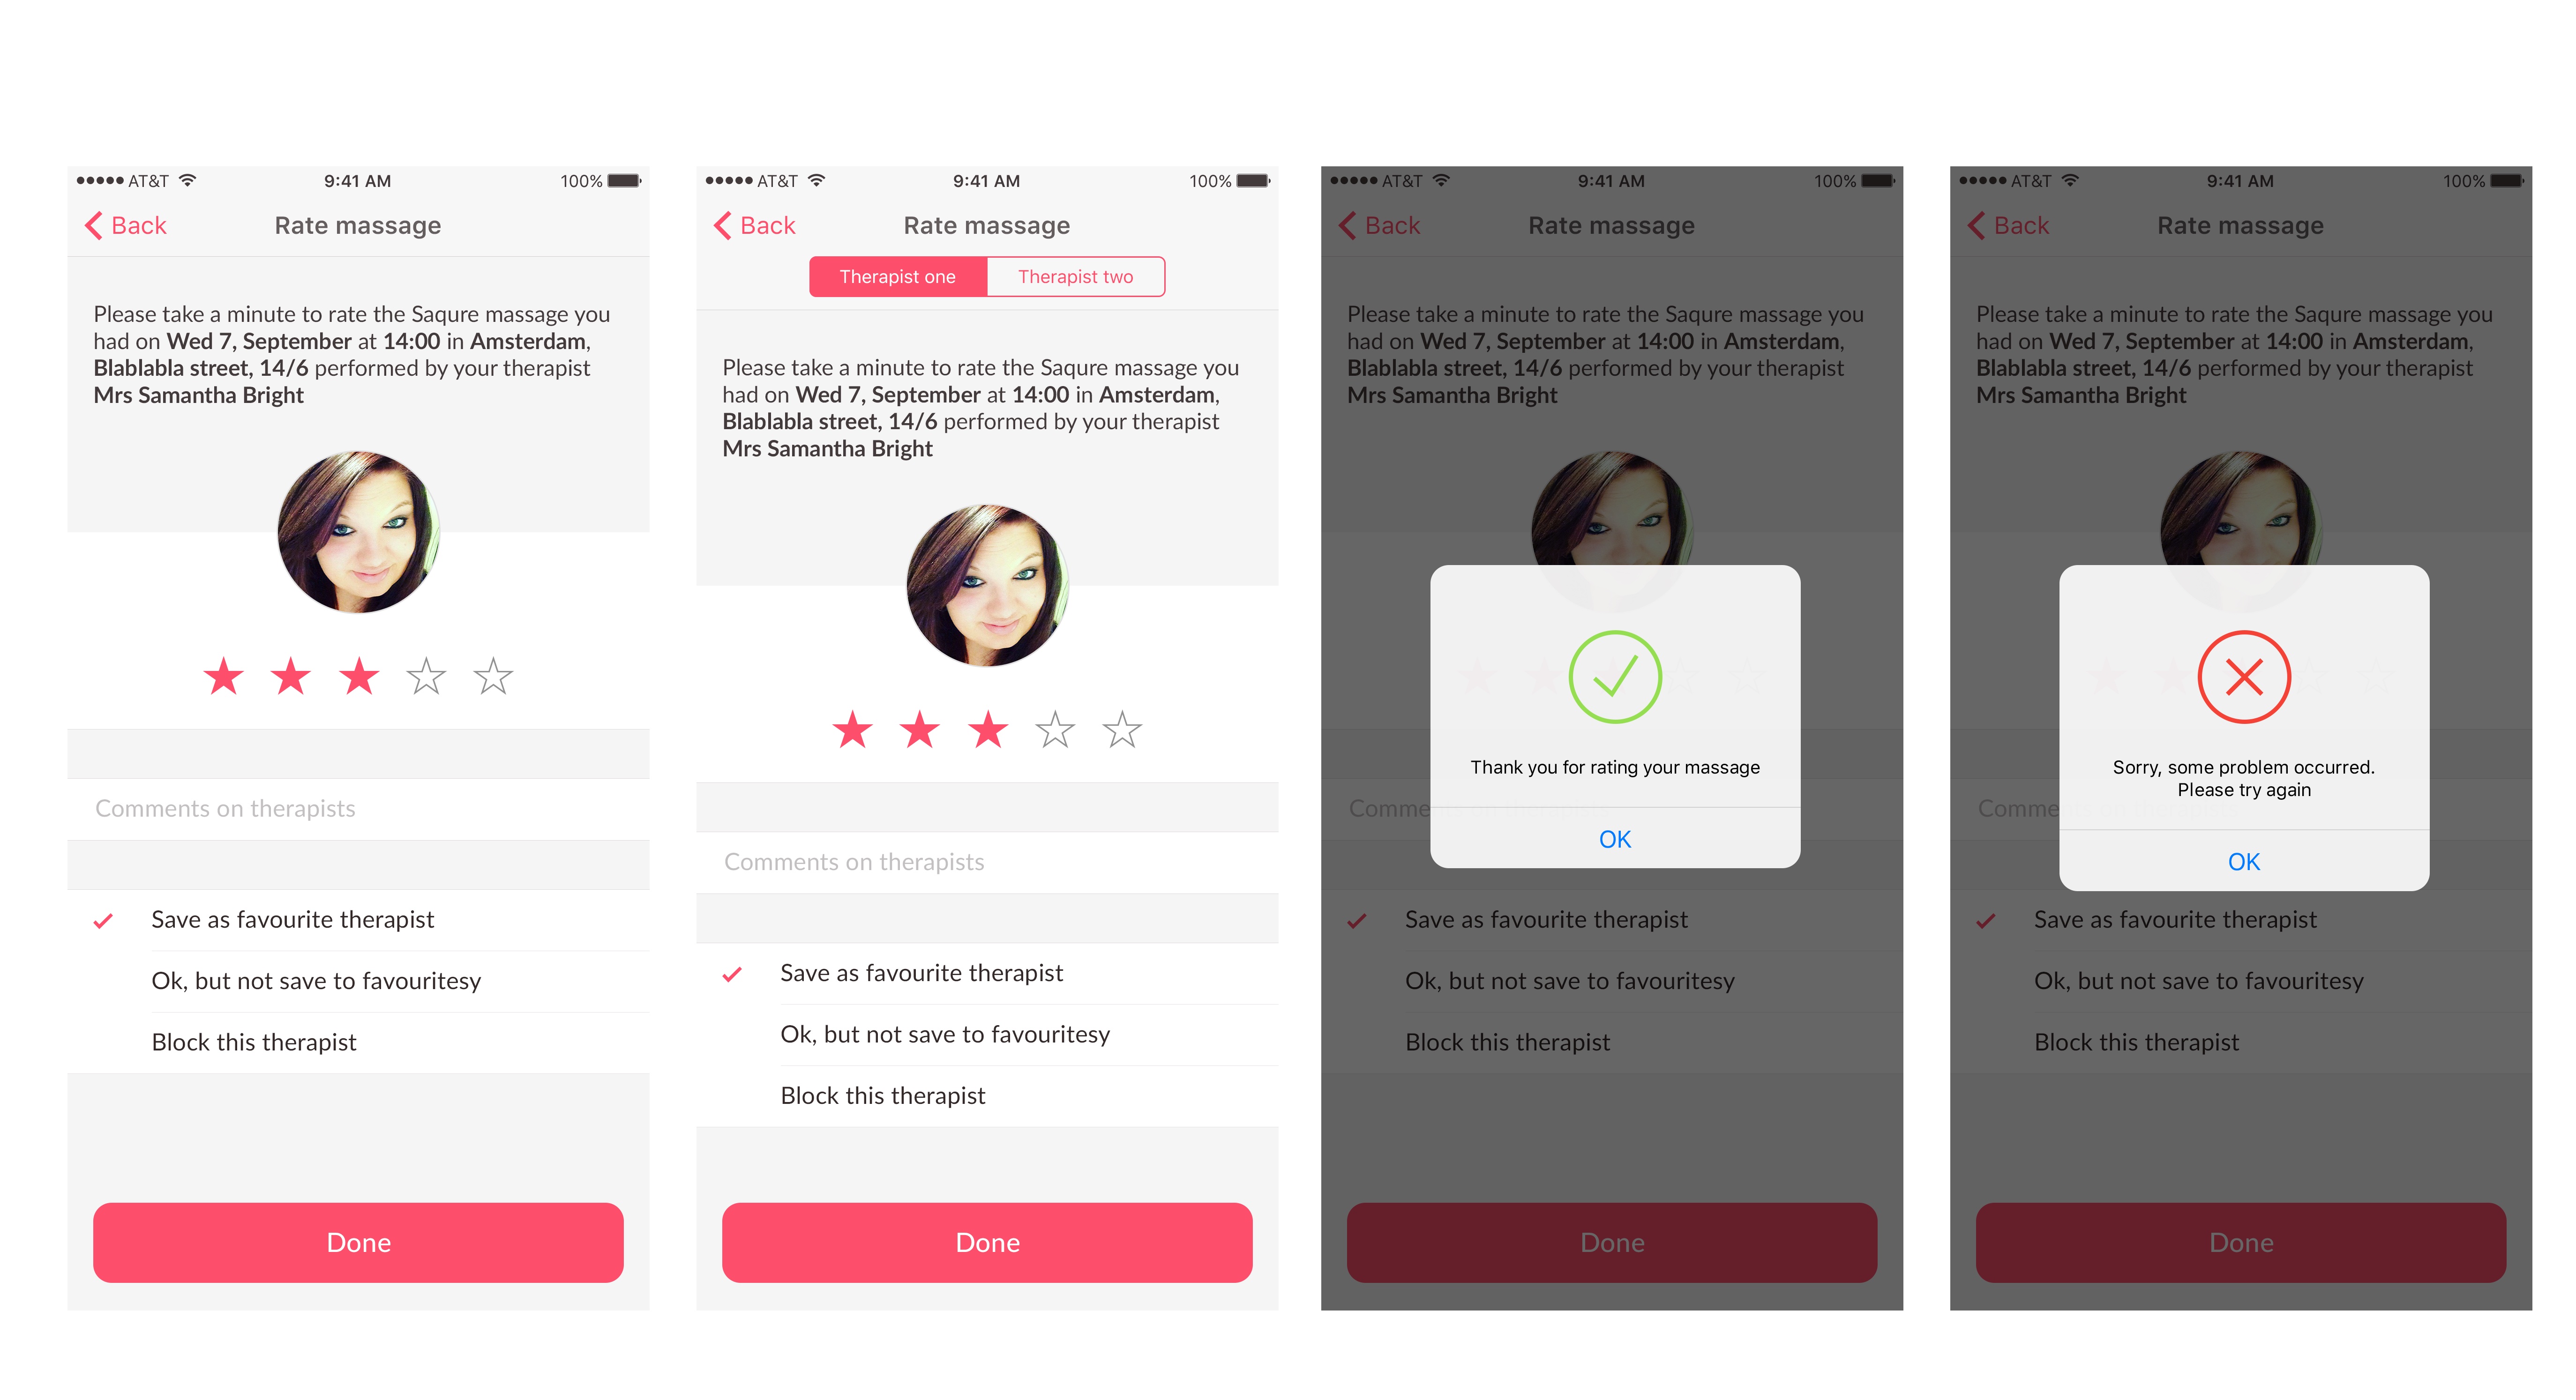 AT&T 9:41 AM 100%
Back Rate massage
Please take a minute to rate the Saqure massage you
had on Wed 7, September at 14:00 in Amsterdam,
Blablabla street, 14/6 performed by your therapist
Mrs Samantha Bright
Comments on therapists
Save as favourite therapist
Ok, but not save to favouritesy
Block this therapist
Done
AT&T 9:41 AM 100%
Back Rate massage
Therapist one Therapist two
Please take a minute to rate the Saqure massage you
had on Wed 7, September at 14:00 in Amsterdam,
Blablabla street, 14/6 performed by your therapist
Mrs Samantha Bright
Comments on therapists
Save as favourite therapist
Ok, but not save to favouritesy
Block this therapist
Done
AT&T 9:41 AM 100%
Back Rate massage
Please take a minute to rate the Saqure massage you
had on Wed 7, September at 14:00 in Amsterdam,
Blablabla street, 14/6 performed by your therapist
Mrs Samantha Bright
Thank you for rating your massage
Comme
OK
Save as favourite therapist
Ok, but not save to favouritesy
Block this therapist
Done
AT&T 9:41 AM 100%
Back Rate massage
Please take a minute to rate the Saqure massage you
had on Wed 7, September at 14:00 in Amsterdam,
Blablabla street, 14/6 performed by your therapist
Mrs Samantha Bright
Sorry, some problem occurred.
Please try again
Comme
OK
Save as favourite therapist
Ok, but not save to favouritesy
Block this therapist
Done